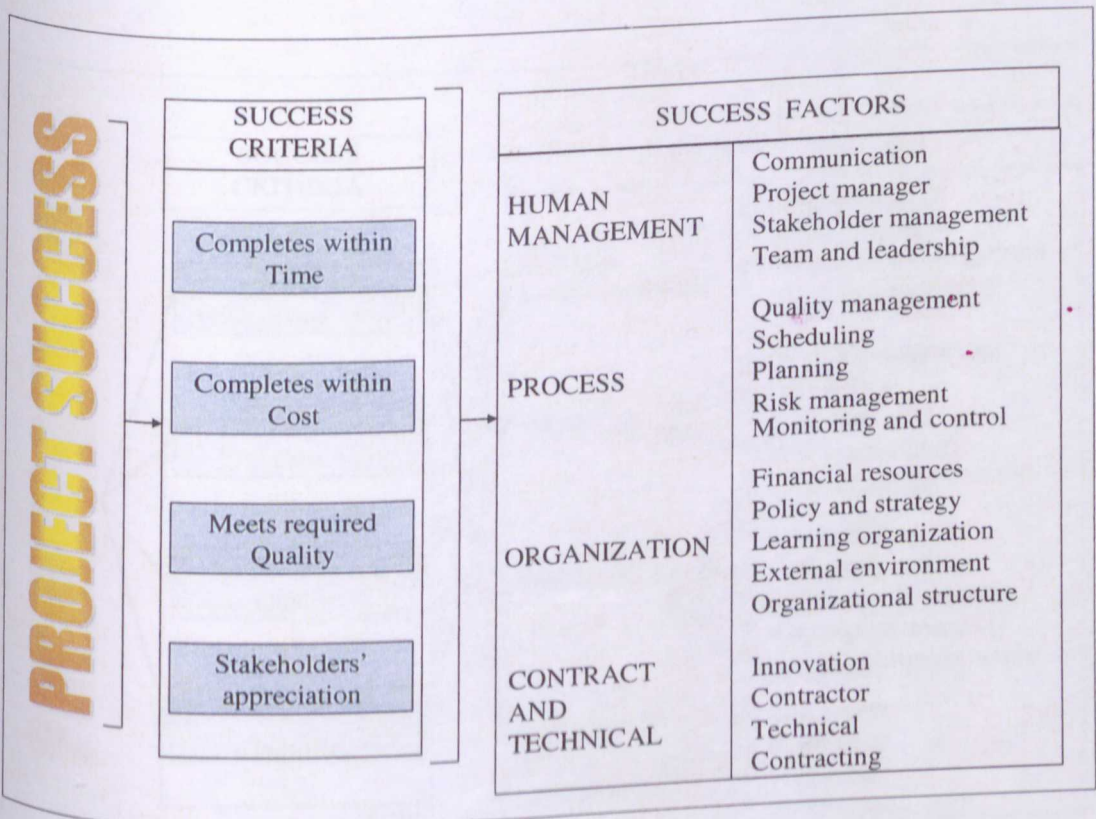 PROJECT SUCCESS
SUCCESS
CRITERIA
Completes within
Time
Completes within
Cost
Meets required
Quality
Stakeholders'
appreciation
SUCCESS FACTORS
HUMAN
MANAGEMENT
Communication
Project manager
Stakeholder management
Team and leadership
PROCESS
Quality management
Scheduling
Planning
Risk management
Monitoring and control
ORGANIZATION
Financial resources
Policy and strategy
Learning organization
External environment
Organizational structure
CONTRACT
AND
TECHNICAL
Innovation
Contractor
Technical
Contracting